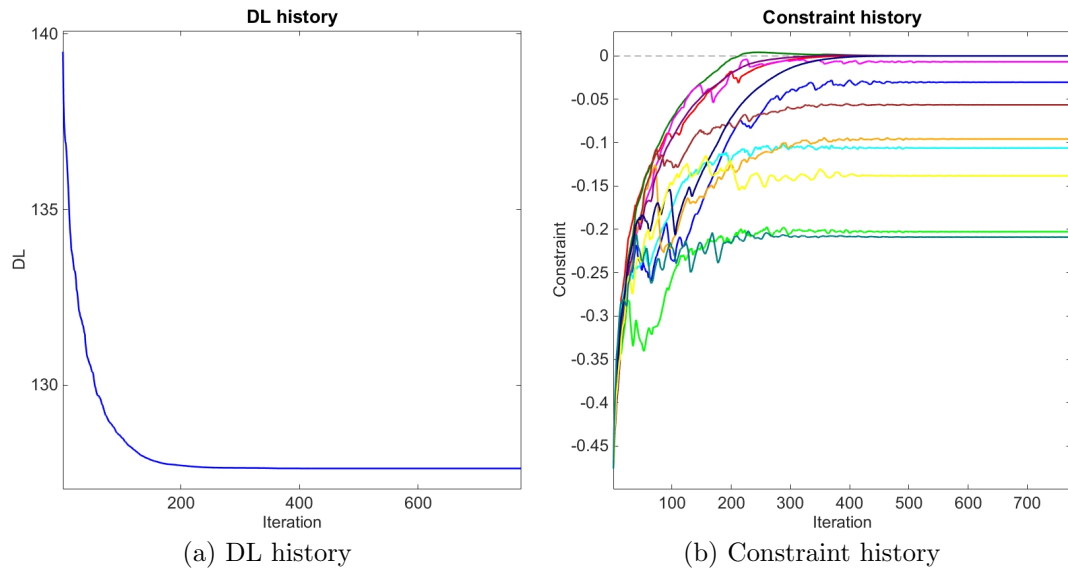 DL history
140
135
130
DL
200
400
600
Iteration
(a) DL history
Constraint history
0
-0.05
-0.1
-0.15
-0.2
-0.25
-0.3
-0.35
-0.4
-0.45
Constraint
100
200
300
400
500
600
700
Iteration
(b) Constraint history